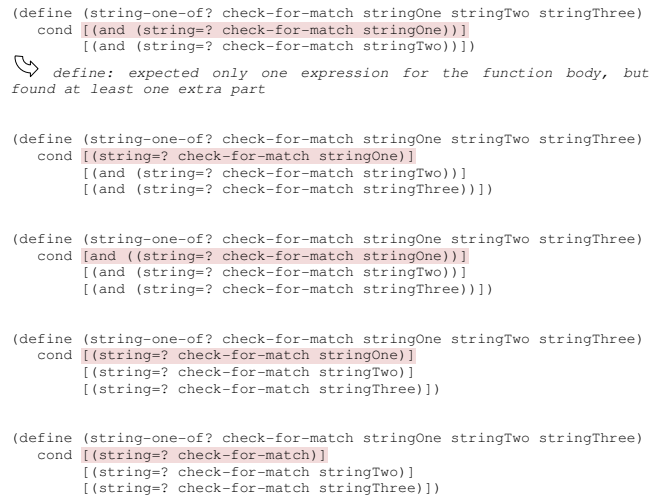 (define (string-one-of? check-for-match stringOne stringTwo stringThree)
   cond [(and (string=? check-for-match stringOne))]
        [(and (string=? check-for-match stringTwo))])
define: expected only one expression for the function body, but
found at least one extra part
(define (string-one-of? check-for-match stringOne stringTwo stringThree)
   cond [(string=? check-for-match stringOne)]
        [(and (string=? check-for-match stringTwo))]
        [(and (string=? check-for-match stringThree))])
(define (string-one-of? check-for-match stringOne stringTwo stringThree)
   cond [and ((string=? check-for-match stringOne))]
        [(and (string=? check-for-match stringTwo))]
        [(and (string=? check-for-match stringThree))])
(define (string-one-of? check-for-match stringOne stringTwo stringThree)
   cond [(string=? check-for-match stringOne)]
        [(string=? check-for-match stringTwo)]
        [(string=? check-for-match stringThree)])
(define (string-one-of? check-for-match stringOne stringTwo stringThree)
   cond [(string=? check-for-match)]
        [(string=? check-for-match stringTwo)]
        [(string=? check-for-match stringThree)])